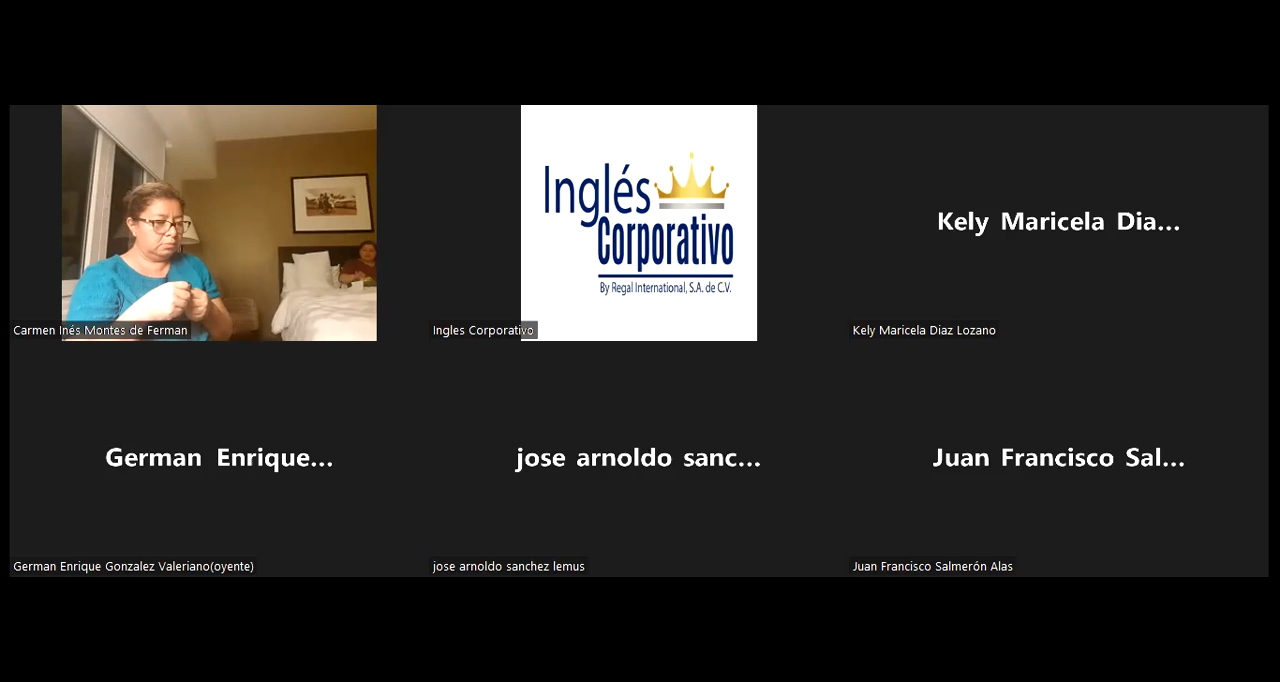 Inglés
Corporativo
By Regal International, S.A. de C.V.
Kely Maricela Dia...
Carmen Inés Montes de Ferman
Ingles Corporativo
Kely Maricela Diaz Lozano
German Enrique...
jose arnoldo sanc...
Juan Francisco Sal...
German Enrique Gonzalez Valeriano(oyente)
jose arnoldo sanchez lemus
Juan Francisco Salmerón Alas